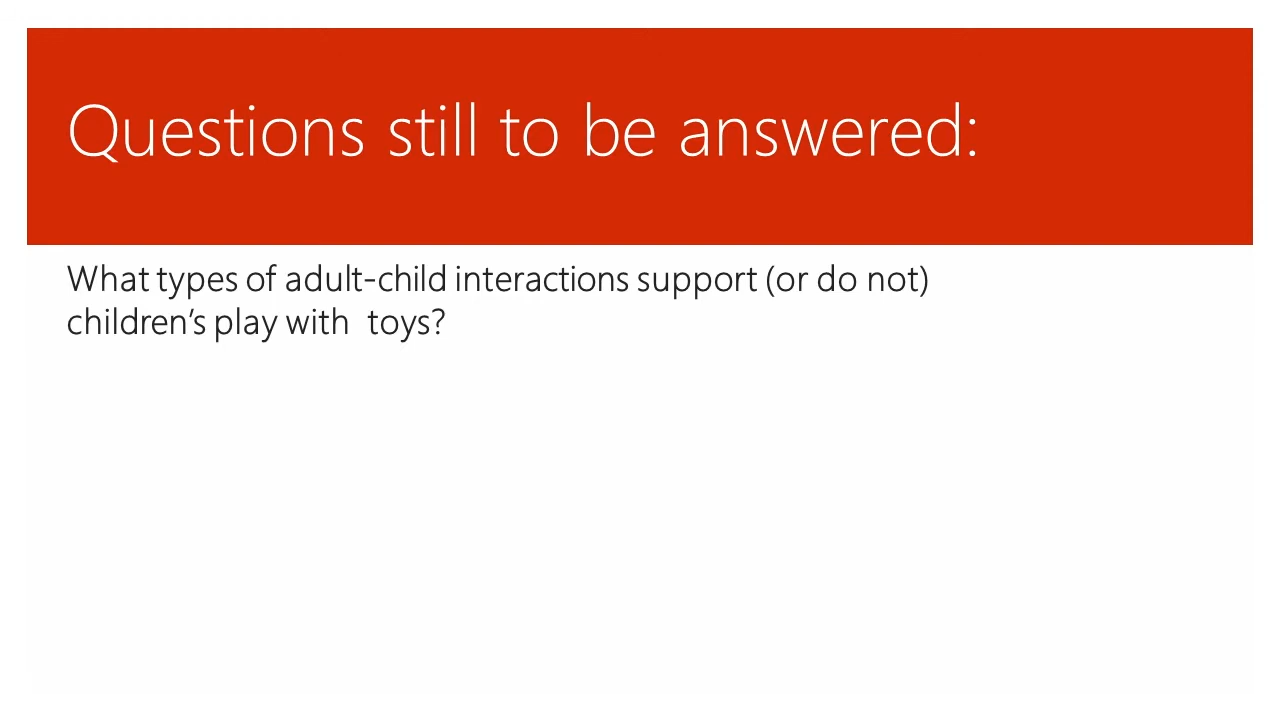 Questions still to be answered:
What types of adult-child interactions support (or do not)
children’s play with  toys?